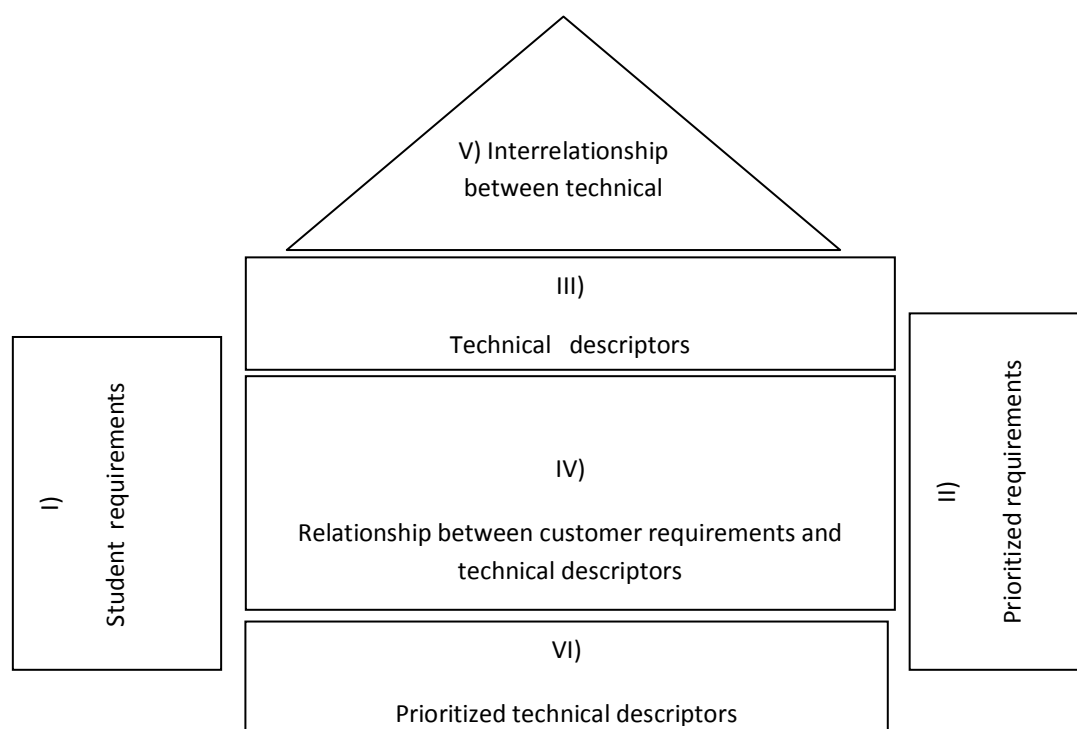 V) Interrelationship
between technical
III)
Technical descriptors
I)
Student requirements
IV)
Relationship between customer requirements and
technical descriptors
II)
Prioritized requirements
VI)
Prioritized technical descriptors